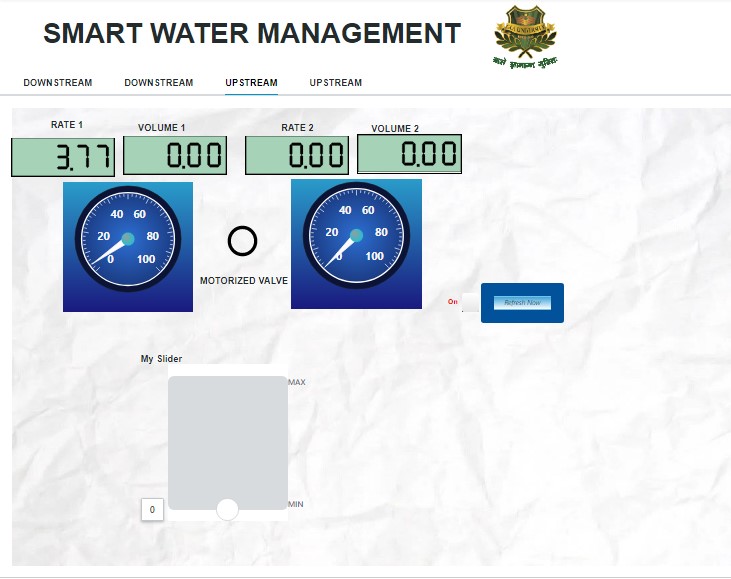 SMART WATER MANAGEMENT
DOWNSTREAM DOWNSTREAM UPSTREAM UPSTREAM
RATE 1 VOLUME 1 RATE 2 VOLUME 2
3.77 0.00 0.00 0.00
40 60
20 80
0 100
40 60
20 80
0 100
MOTORIZED VALVE
On
Refresh Now
My Slider
MAX
MIN
0